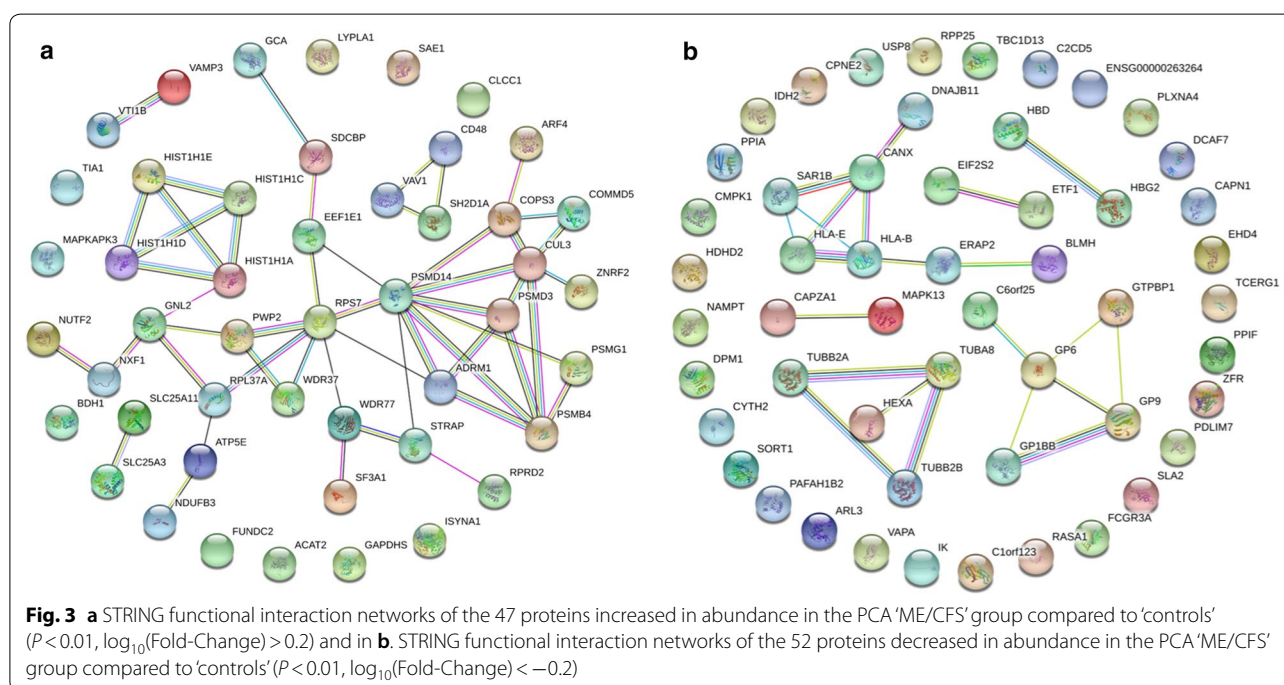 a
GCA
LYPLA1
SAE1
VAMP3
CLCC1
VTI1B
SDCBP
CD48
ARF4
TIA1
HIST1H1E
HIST1H1C
VAV1
SH2D1A
COPS3
COMMD5
EEF1E1
CUL3
MAPKAPK3
HIST1H1D
HIST1H1A
PSMD14
ZNRF2
GNL2
PWP2
RPS7
PSMD3
NUTF2
NXF1
RPL37A
WDR37
ADRM1
PSMG1
BDH1
SLC25A11
WDR77
STRAP
PSMB4
ATP5E
SLC25A3
SF3A1
RPRD2
NDUFB3
FUNDC2
ACAT2
GAPDHS
ISYNA1
b
USP8
RPP25
TBC1D13
C2CD5
CPNE2
ENSG00000263264
IDH2
DNAJB11
HBD
PLXNA4
PPIA
CANX
EIF2S2
DCAF7
SAR1B
ETF1
HBG2
CAPN1
CMPK1
HLA-E
HLA-B
ERAP2
BLMH
EHD4
HDHD2
C6orf25
GTPBP1
TCERG1
NAMPT
CAPZA1
MAPK13
GP6
PPIF
DPM1
TUBB2A
TUBA8
ZFR
HEXA
GP9
CYTH2
GP1BB
PDLIM7
SORT1
TUBB2B
SLA2
PAFAH1B2
FCGR3A
ARL3
VAPA
IK
C1orf123
RASA1
Fig. 3 a STRING functional interaction networks of the 47 proteins increased in abundance in the PCA ‘ME/CFS’ group compared to ‘controls’
(P < 0.01, log10(Fold-Change) > 0.2) and in b. STRING functional interaction networks of the 52 proteins decreased in abundance in the PCA ‘ME/CFS’
group compared to ‘controls’ (P < 0.01, log10(Fold-Change) < −0.2)